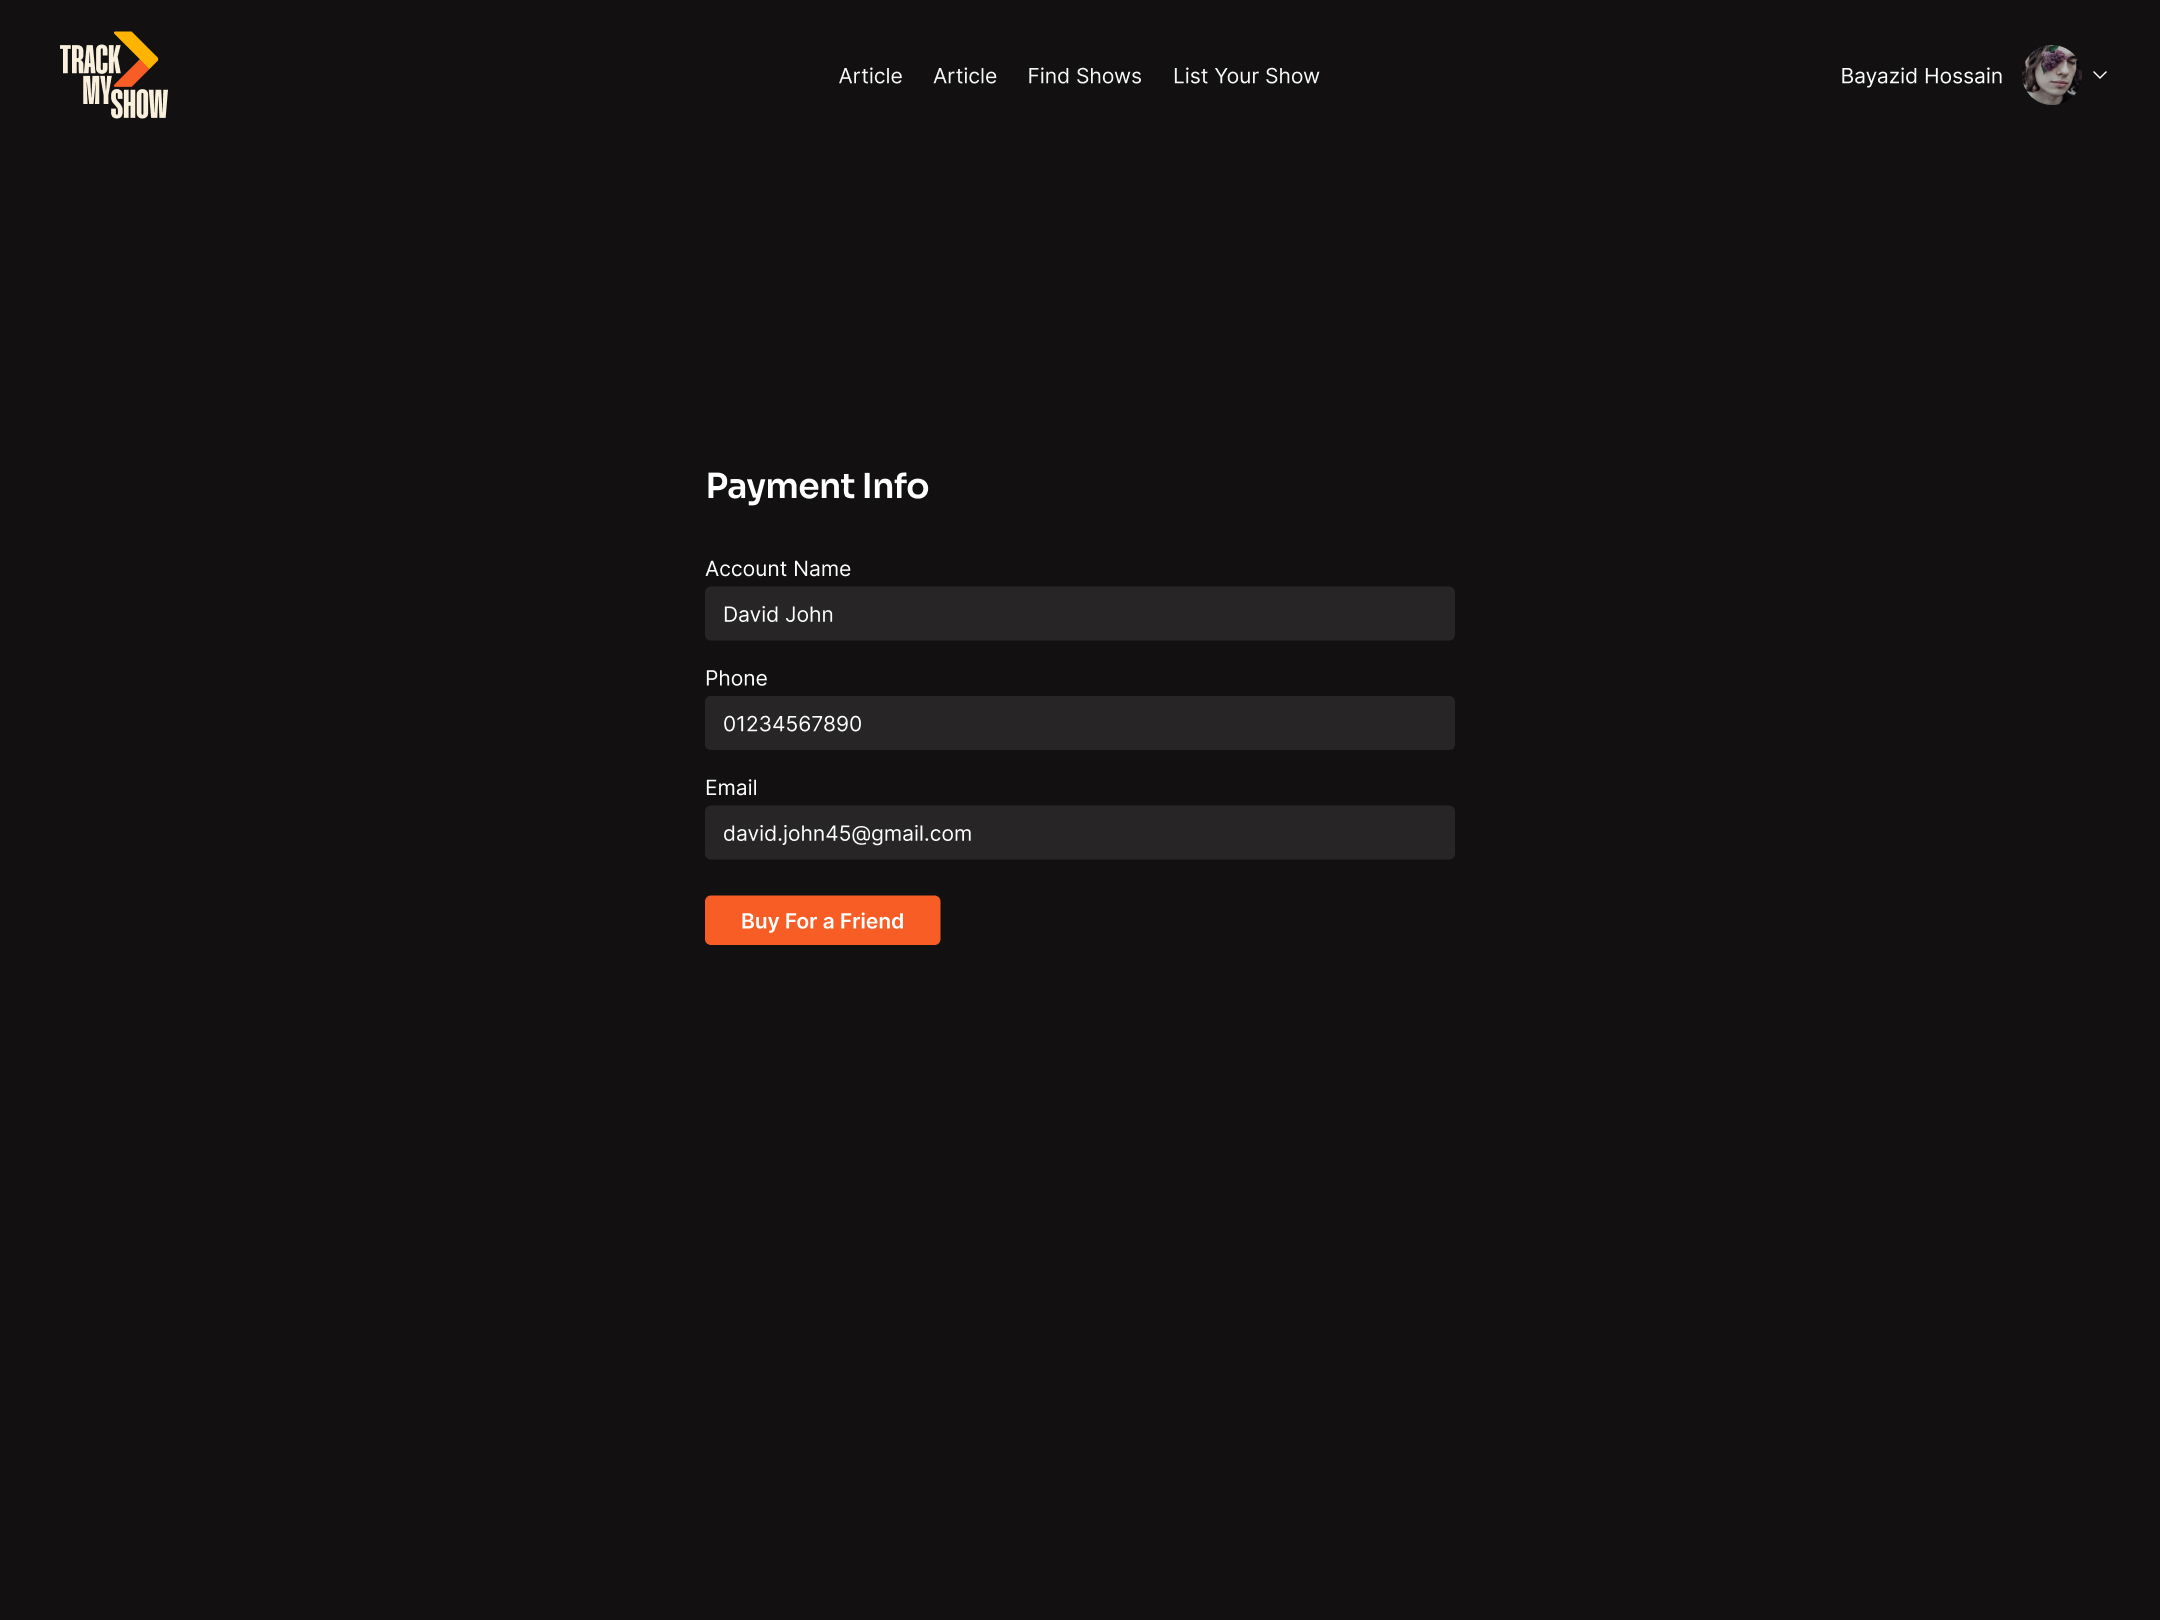 TRACK
MY
SHOW
Article Article Find Shows List Your Show
Bayazid Hossain
Payment Info
Account Name
David John
Phone
01234567890
Email
david.john45@gmail.com
Buy For a Friend